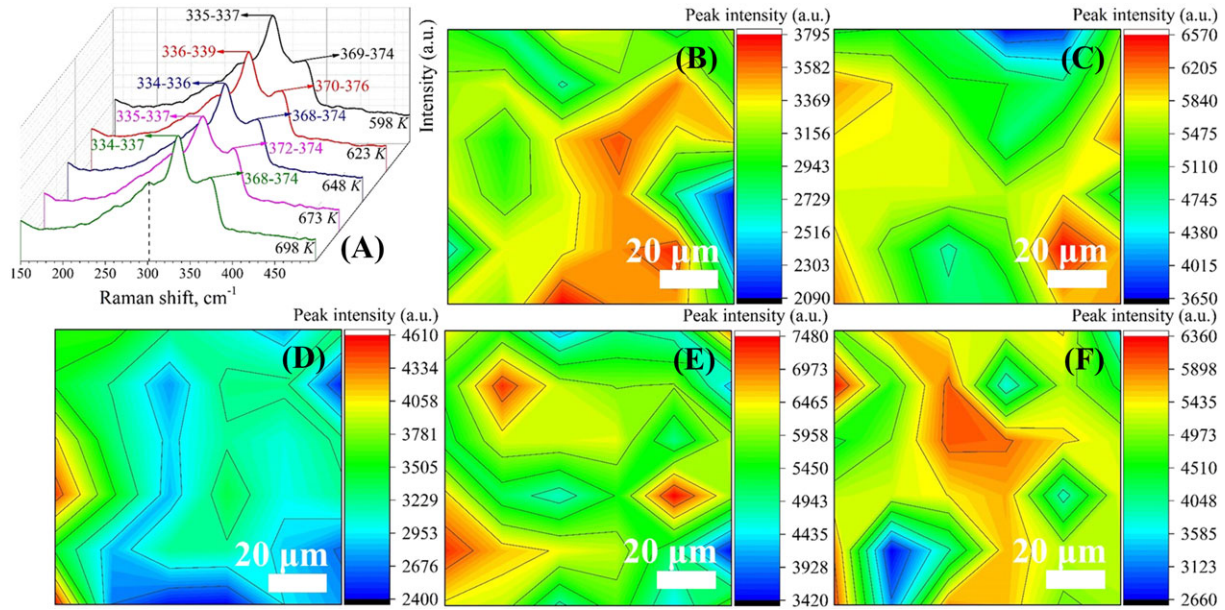 335-337
336-339
369-374
334-336
370-376
335-337
368-374
334-337
372-374
368-374
598 K
623 K
648 K
673 K
698 K
(A)
Intensity (a.u.)
150 200 250 300 350 400 450
Raman shift, cm-1
Peak intensity (a.u.)
(B)
20 µm
3795
3582
3369
3156
2943
2729
2516
2303
2090
Peak intensity (a.u.)
(C)
20 µm
6570
6205
5840
5475
5110
4745
4380
4015
3650
Peak intensity (a.u.)
(D)
20 µm
4610
4334
4058
3781
3505
3229
2953
2676
2400
Peak intensity (a.u.)
(E)
20 µm
7480
6973
6465
5958
5450
4943
4435
3928
3420
Peak intensity (a.u.)
(F)
20 µm
6360
5898
5435
4973
4510
4048
3585
3123
2660